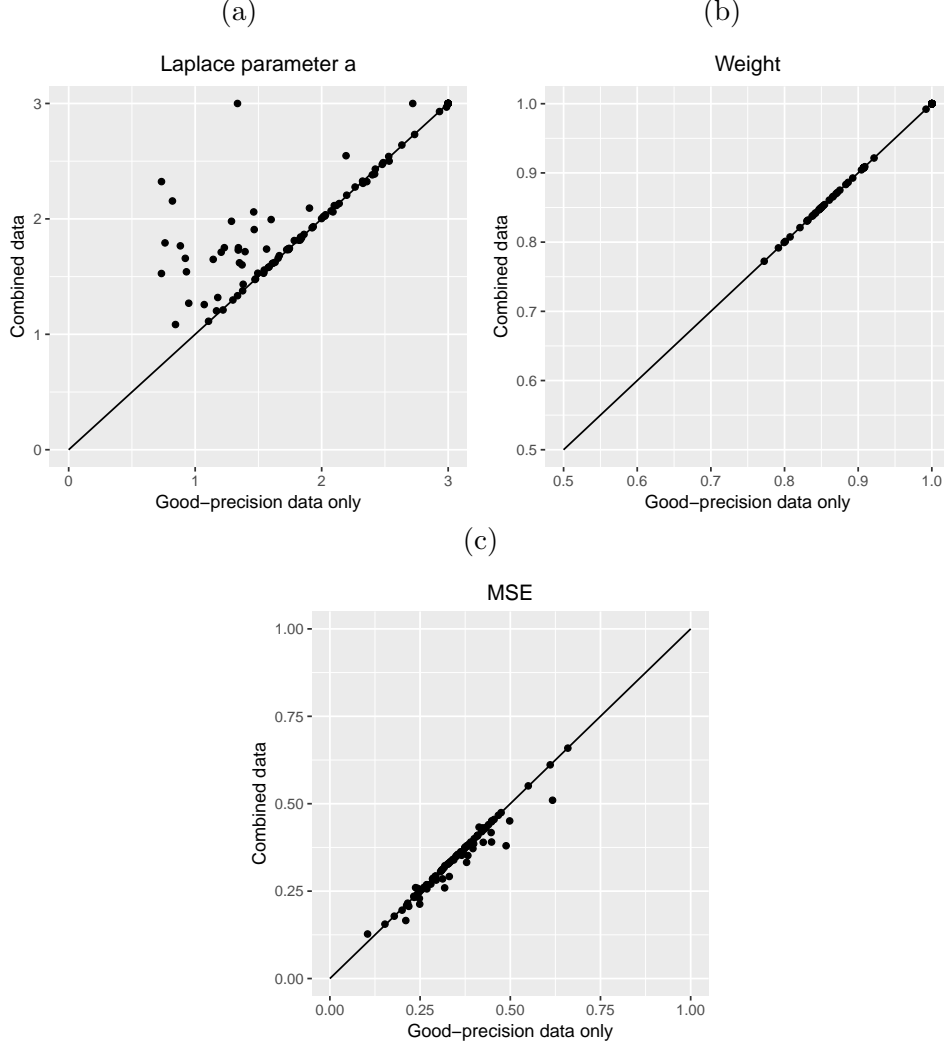 (a)
Laplace parameter a
3
2
1
0
0 1 2 3
Good−precision data only
Combined data
(b)
Weight
1.0
0.9
0.8
0.7
0.6
0.5
0.5 0.6 0.7 0.8 0.9 1.0
Good−precision data only
Combined data
(c)
MSE
1.00
0.75
0.50
0.25
0.00
0.00 0.25 0.50 0.75 1.00
Good−precision data only
Combined data